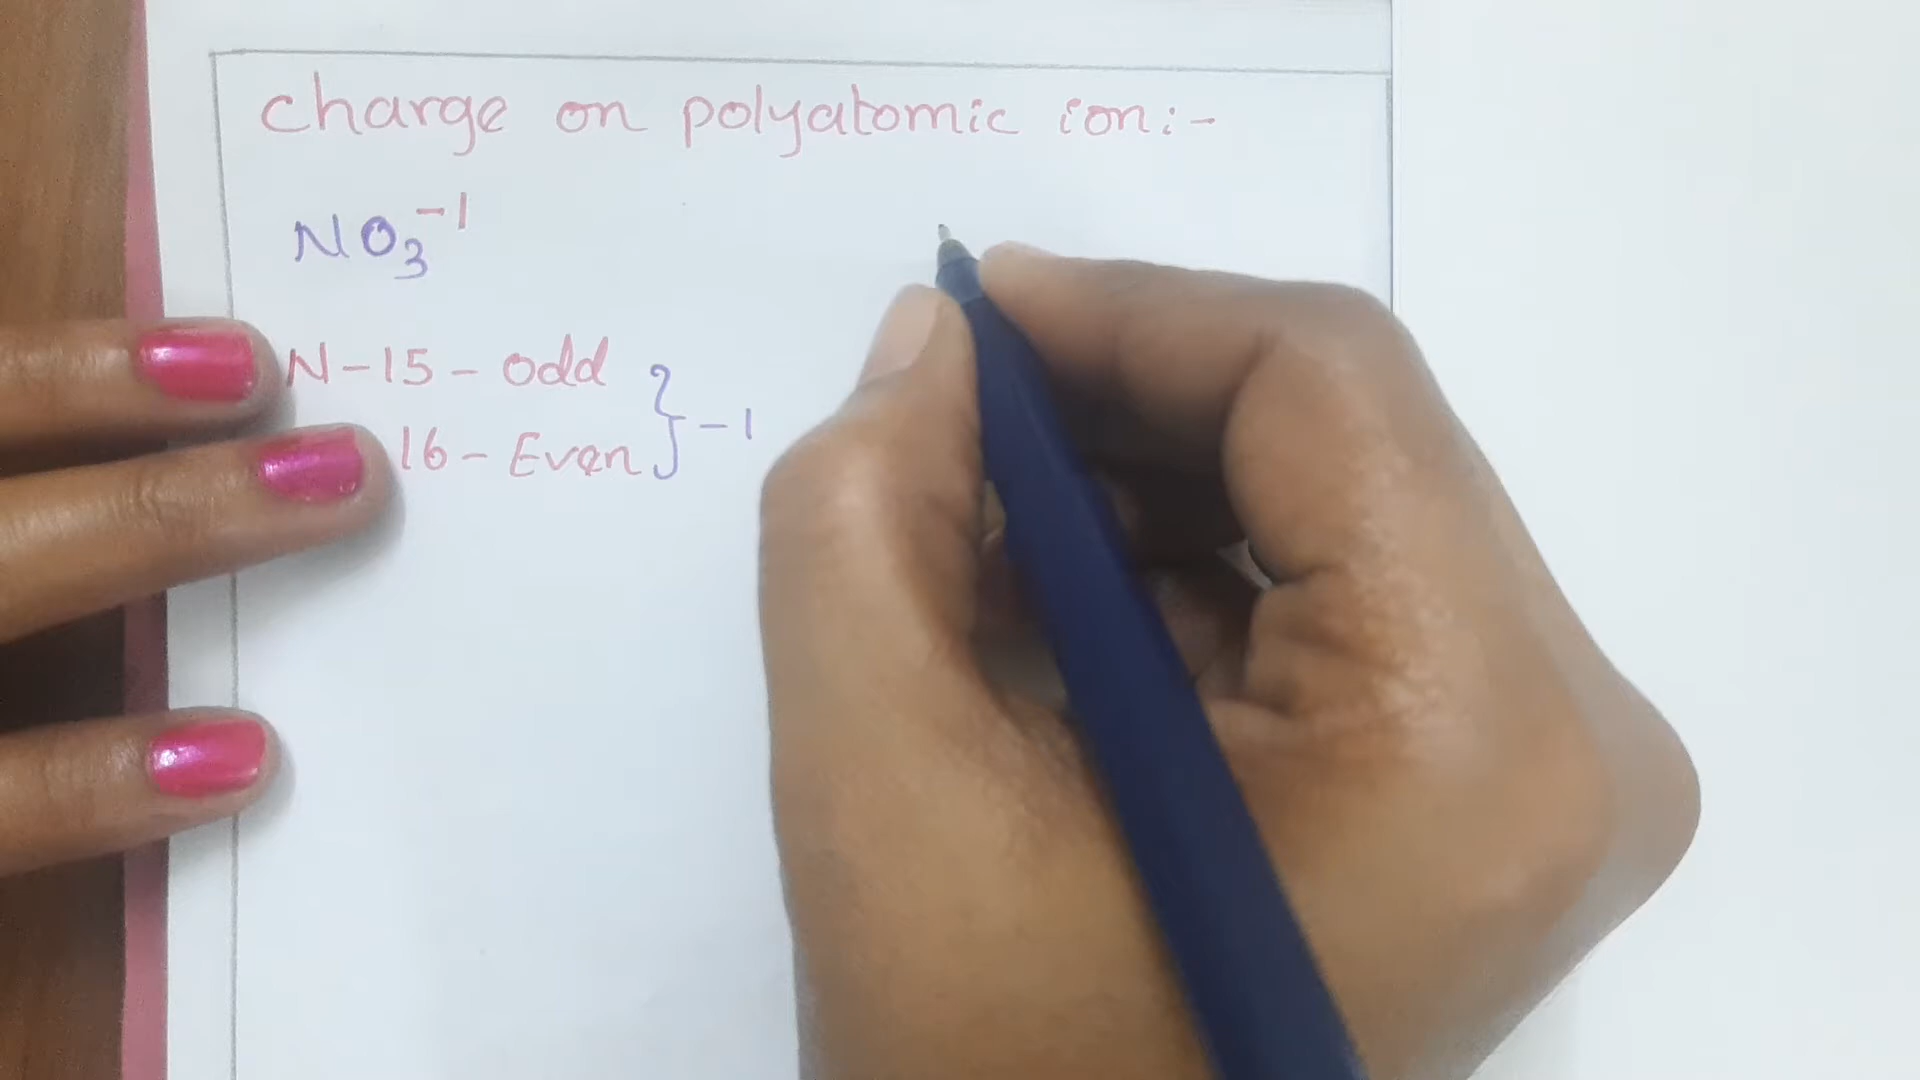 Charge on polyatomic ion:-
NO₃⁻¹
N-15- odd
16- Even } -1